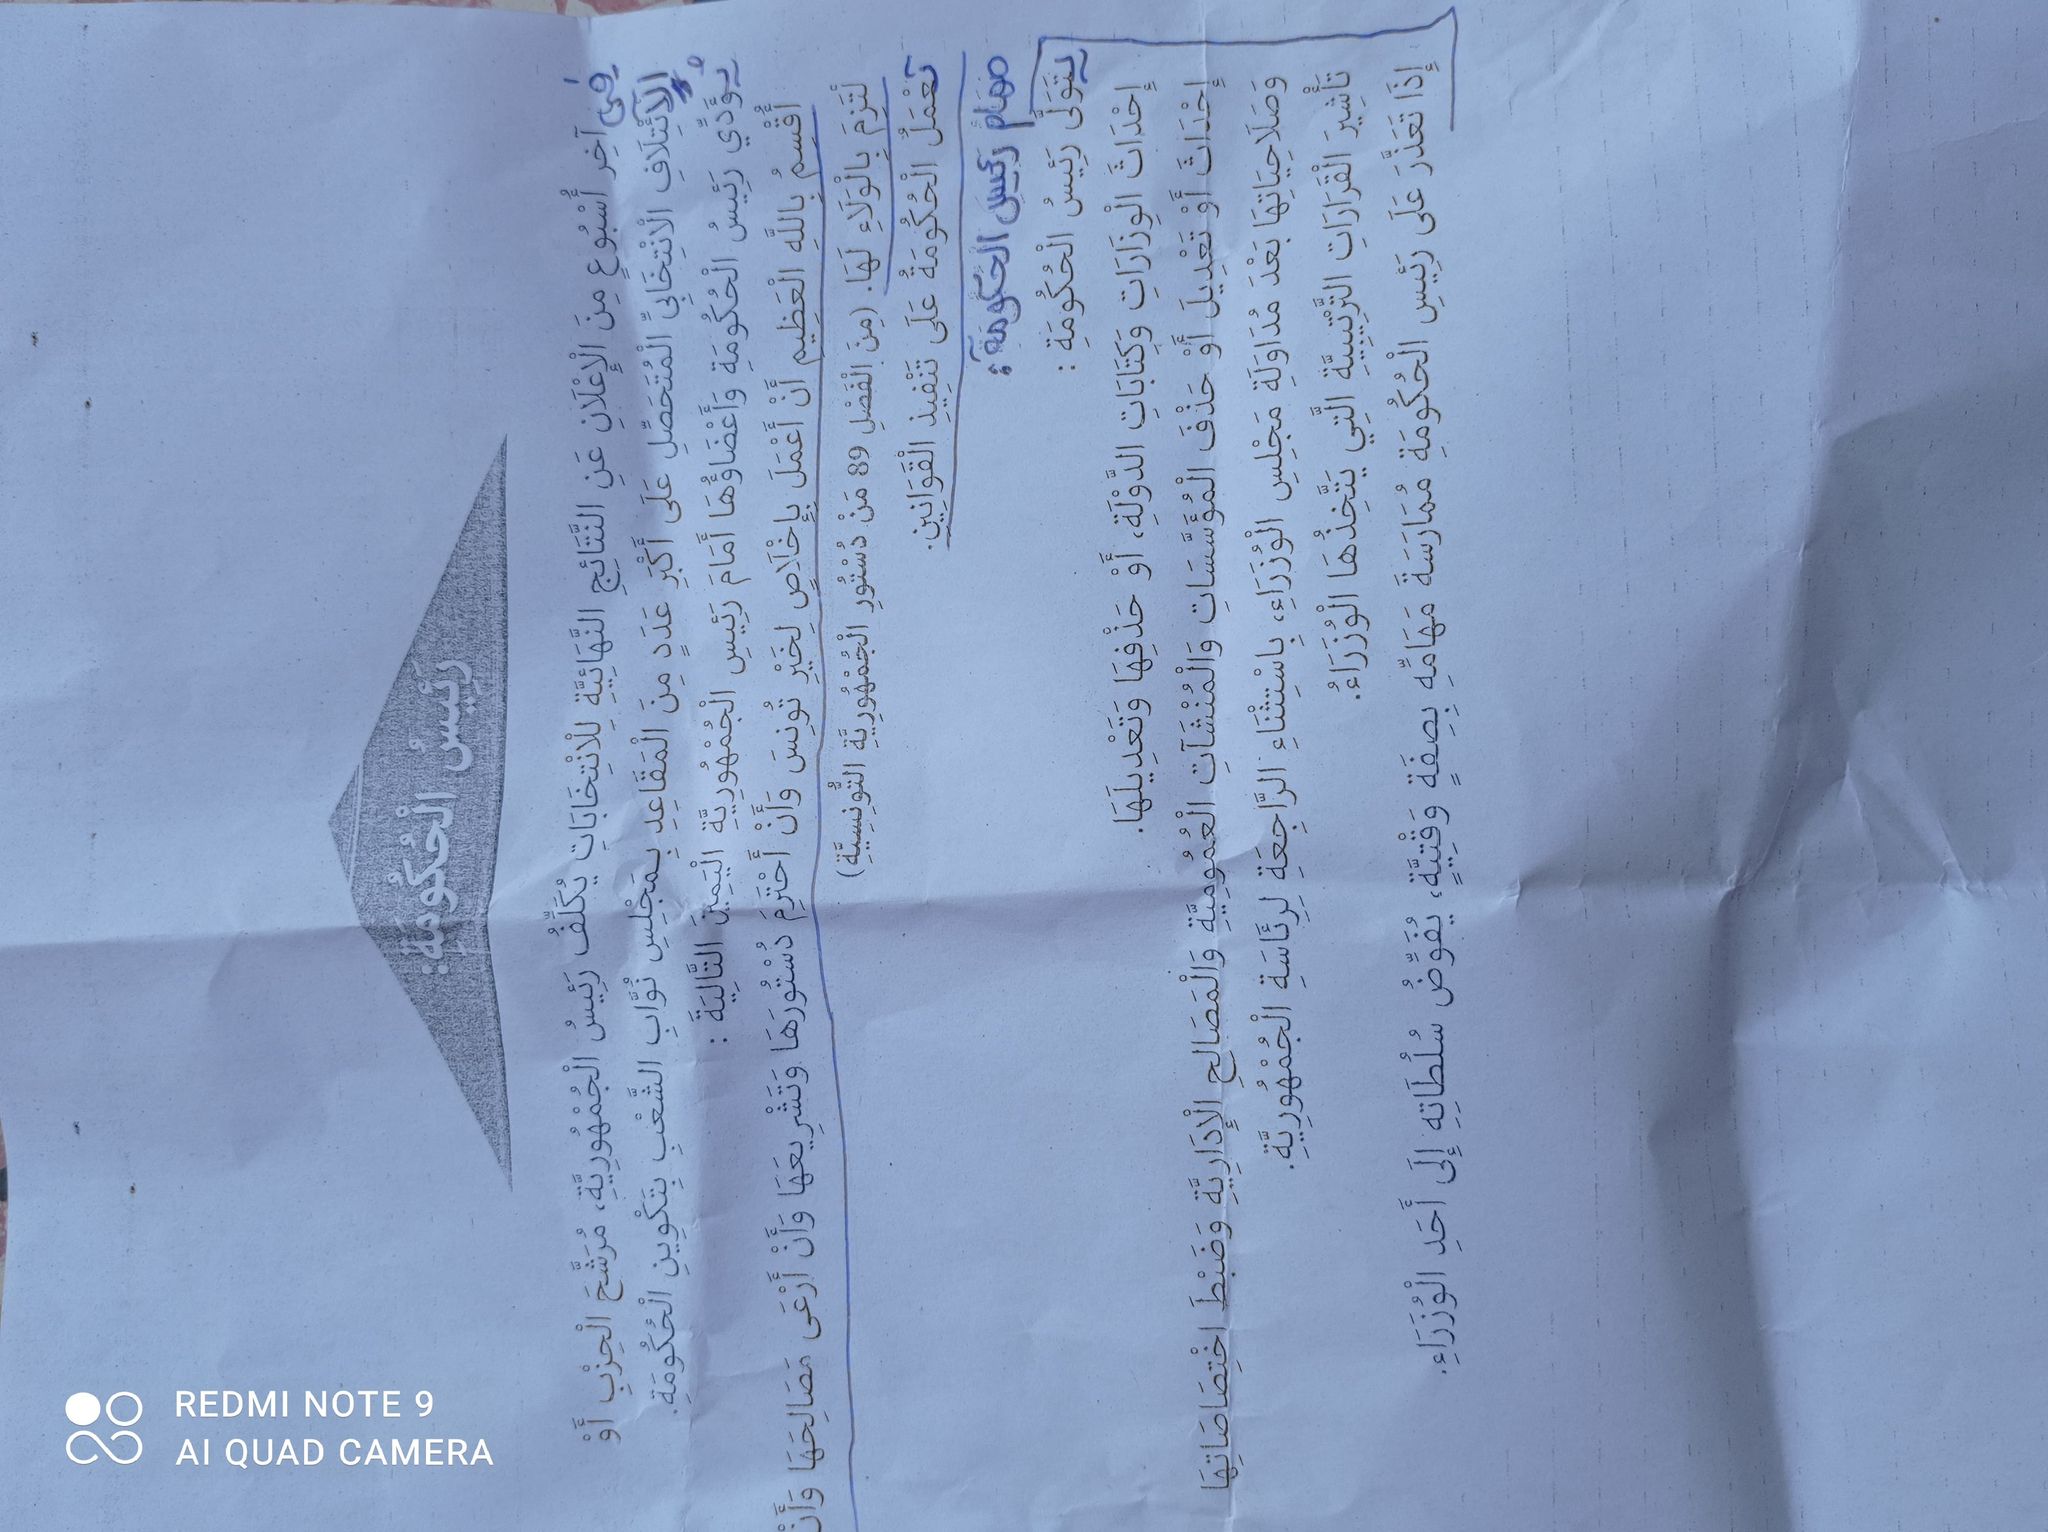 رَئِيسُ الْحُكُومَةِ:
في آخِر أُسْبُوعٍ مِنَ الْإِعْلَانِ عَنِ النَّتَائِجِ النَّهَائِيَّةِ لِلْانْتِخَابَاتِ يُكَلِّفُ رَئِيسُ الْجُمْهُورِيَّةِ، مُرَشَّحَ الْحِزْبِ أَوْ
الْآئْتِلَافِ الْانْتِخَابِيِّ الْمُتَحَصِّلِ عَلَى أَكْبَرِ عَدَدٍ مِنَ الْمَقَاعِدِ بِمَجْلِسِ نُوَّابِ الشَّعْبِ بِتَكْوِينِ الْحُكُومَةِ.
يُؤَدِّي رَئِيسُ الْحُكُومَةِ وَأَعْضَاؤُهَا أَمَامَ رَئِيسِ الْجُمْهُورِيَّةِ الْيَمِينَ التَّالِيَةَ :
أُقْسِمُ بِاللَّهِ الْعَظِيمِ أَنْ أَعْمَلَ بِإِخْلَاصٍ لِخَيْرِ تُونِسَ وَأَنْ أَحْتَرِمَ دُسْتُورَهَا وَتَشْرِيعَهَا وَأَنْ أَرْعَى مَصَالِحَهَا وَأَنْ
لْتَزِمَ بِالْوَلَاءِ لَهَا. (مِنَ الْفَصْلِ 89 مَنْ دُسْتُورِ الْجُمْهُورِيَّةِ التُّونِسِيَّةِ)
تَعْمَلُ الْحُكُومَةُ عَلَى تَنْفِيذِ الْقَوَانِينِ.
مهام رئيس الحكومة :
يَتَوَلَّى رَئِيسُ الْحُكُومَةِ :
إِحْدَاثَ الْوِزَارَاتِ وَكِتَابَاتِ الدَّوْلَةِ، أَوْ حَذْفِهَا وَتَعْدِيلَهَا.
إِحْدَاثَ أَوْ تَعْدِيلَ أَوْ حَذْفَ الْمُؤَسَّسَاتِ وَالْمُنْشَآتِ الْعُمُومِيَّةِ وَالْمَصَالِحِ الْإِدَارِيَّةِ وَضَبْطَ اخْتِصَاصَاتِهَا
وَصَلَاحِيَاتِهَا بَعْدَ مُدَاوَلَةِ مَجْلِسِ الْوُزَرَاءِ، بِاسْتِثْنَاءِ الرَّاجِعَةِ لِرِئَاسَةِ الْجُمْهُورِيَّةِ.
تَأْشِيرَ الْقَرَارَاتِ التَّرْتِيبِيَّةِ الَّتِي يَتَّخِذُهَا الْوُزَرَاءُ.
إِذَا تَعَذَّرَ عَلَى رَئِيسِ الْحُكُومَةِ مُمَارَسَةَ مَهَامِّهِ بِصِفَةٍ وَقْتِيَّةٍ، يُفَوِّضُ سُلُطَاتِهِ إِلَى أَحَدِ الْوُزَرَاءِ.
REDMI NOTE 9
AI QUAD CAMERA